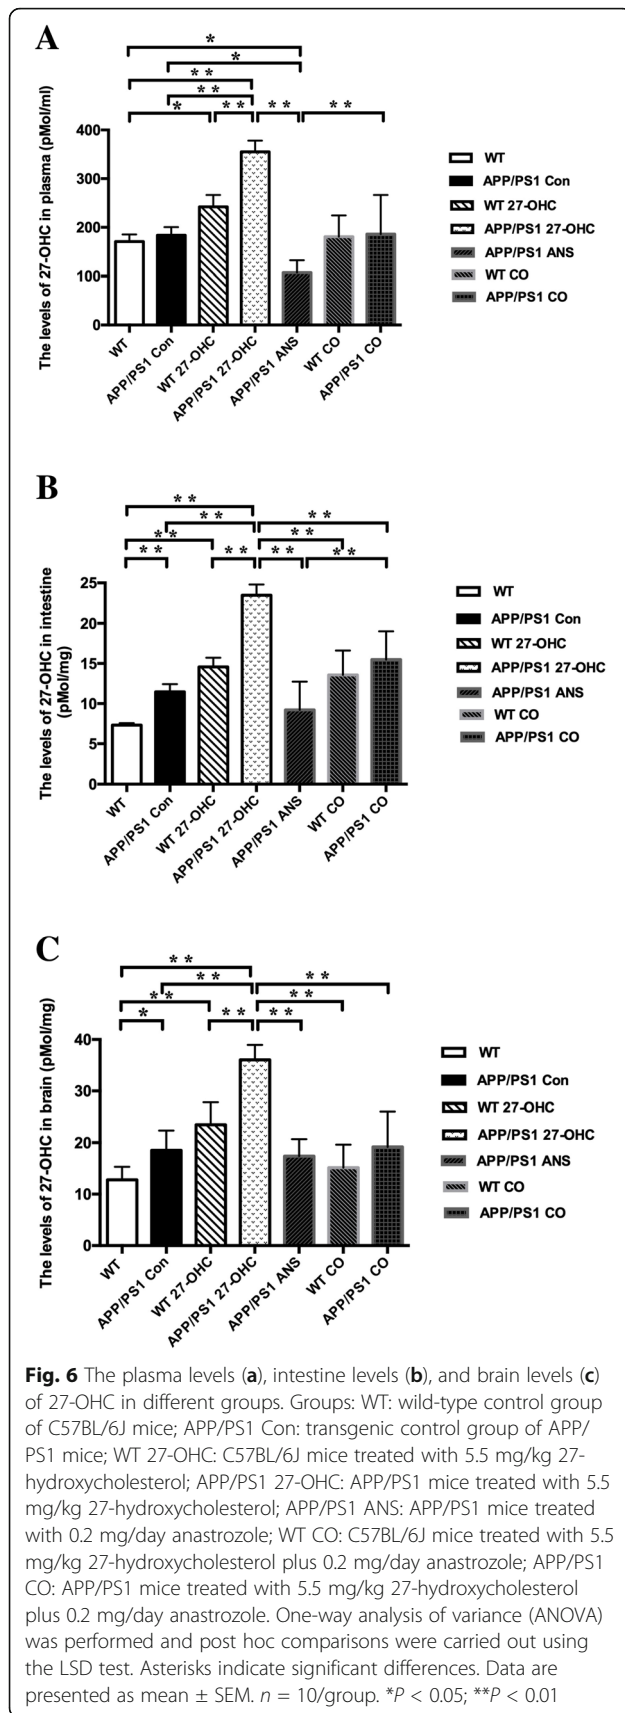 A
* 
*
* *
* *
* * * * * * *
The levels of 27-OHC in plasma (pMol/ml)
400
300
200
100
0
WT
APP/PS1 Con
WT 27-OHC
APP/PS1 27-OHC
APP/PS1 ANS
WT CO
APP/PS1 CO
WT
APP/PS1 Con
WT 27-OHC
APP/PS1 27-OHC
APP/PS1 ANS
WT CO
APP/PS1 CO
B
* *
* * * *
* * * *
* * * * * * * *
The levels of 27-OHC in intestine
(pMol/mg)
25
20
15
10
5
0
WT
APP/PS1 Con
WT 27-OHC
APP/PS1 27-OHC
APP/PS1 ANS
WT CO
APP/PS1 CO
WT
APP/PS1 Con
WT 27-OHC
APP/PS1 27-OHC
APP/PS1 ANS
WT CO
APP/PS1 CO
C
* *
* * * *
* * * *
* * * * *
The levels of 27-OHC in brain (pMol/mg)
40
30
20
10
0
WT
APP/PS1 Con
WT 27-OHC
APP/PS1 27-OHC
APP/PS1 ANS
WT CO
APP/PS1 CO
WT
APP/PS1 Con
WT 27-OHC
APP/PS1 27-OHC
APP/PS1 ANS
WT CO
APP/PS1 CO
Fig. 6 The plasma levels (a), intestine levels (b), and brain levels (c)
of 27-OHC in different groups. Groups: WT: wild-type control group
of C57BL/6J mice; APP/PS1 Con: transgenic control group of APP/
PS1 mice; WT 27-OHC: C57BL/6J mice treated with 5.5 mg/kg 27-
hydroxycholesterol; APP/PS1 27-OHC: APP/PS1 mice treated with 5.5
mg/kg 27-hydroxycholesterol; APP/PS1 ANS: APP/PS1 mice treated
with 0.2 mg/day anastrozole; WT CO: C57BL/6J mice treated with 5.5
mg/kg 27-hydroxycholesterol plus 0.2 mg/day anastrozole; APP/PS1
CO: APP/PS1 mice treated with 5.5 mg/kg 27-hydroxycholesterol
plus 0.2 mg/day anastrozole. One-way analysis of variance (ANOVA)
was performed and post hoc comparisons were carried out using
the LSD test. Asterisks indicate significant differences. Data are
presented as mean ± SEM. n = 10/group. *P < 0.05; **P < 0.01